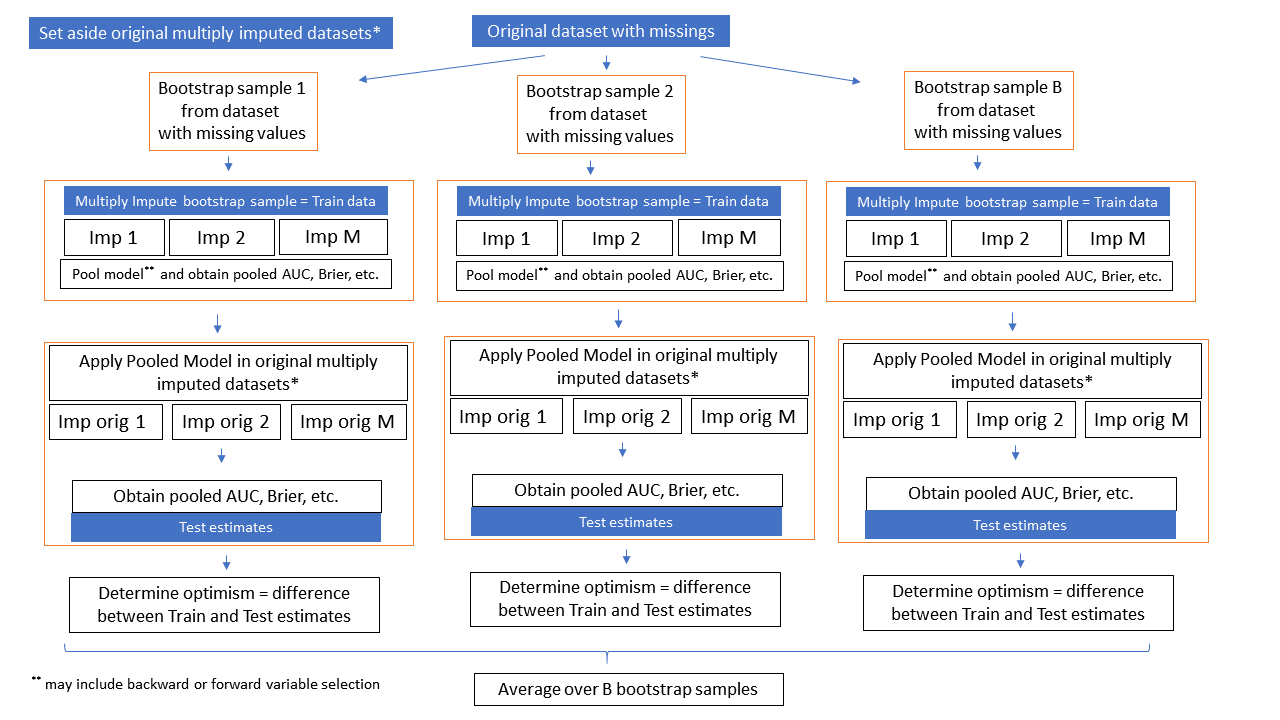 Set aside original multiply imputed datasets*
Original dataset with missings
Bootstrap sample 1
from dataset
with missing values
Bootstrap sample 2
from dataset
with missing values
Bootstrap sample B
from dataset
with missing values
Multiply Impute bootstrap sample = Train data
Imp 1
Imp 2
Imp M
Pool model** and obtain pooled AUC, Brier, etc.
Multiply Impute bootstrap sample = Train data
Imp 1
Imp 2
Imp M
Pool model** and obtain pooled AUC, Brier, etc.
Multiply Impute bootstrap sample = Train data
Imp 1
Imp 2
Imp M
Pool model** and obtain pooled AUC, Brier, etc.
Apply Pooled Model in original multiply
imputed datasets*
Imp orig 1
Imp orig 2
Imp orig M
Obtain pooled AUC, Brier, etc.
Test estimates
Apply Pooled Model in original multiply
imputed datasets*
Imp orig 1
Imp orig 2
Imp orig M
Obtain pooled AUC, Brier, etc.
Test estimates
Apply Pooled Model in original multiply
imputed datasets*
Imp orig 1
Imp orig 2
Imp orig M
Obtain pooled AUC, Brier, etc.
Test estimates
Determine optimism = difference
between Train and Test estimates
Determine optimism = difference
between Train and Test estimates
Determine optimism = difference
between Train and Test estimates
** may include backward or forward variable selection
Average over B bootstrap samples